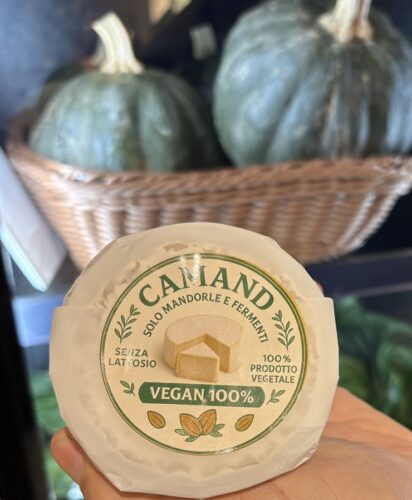 CAMAND
SOLO MANDORLE E FERMENTI
SENZA
LATTOSIO
100%
PRODOTTO
VEGETALE
VEGAN 100%